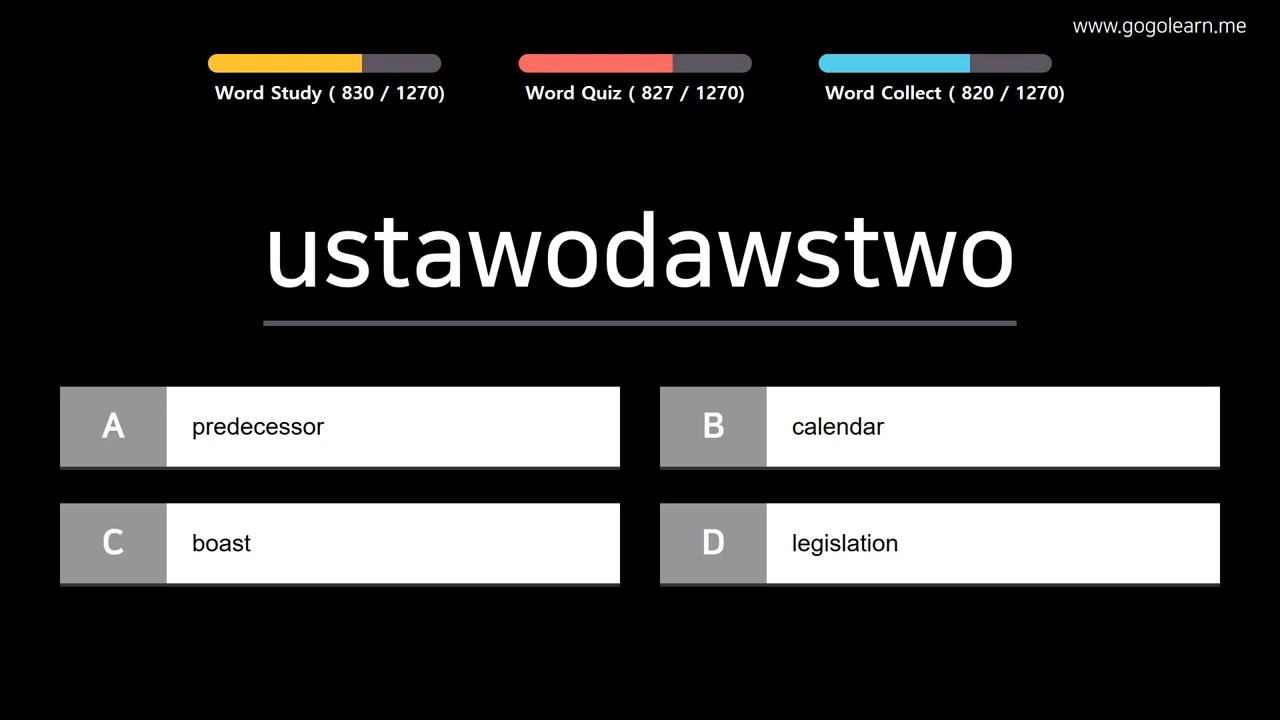 www.gogolearn.me
Word Study ( 830 / 1270)
Word Quiz ( 827 / 1270)
Word Collect ( 820 / 1270)
ustawodawstwo
A predecessor
B calendar
C boast
D legislation